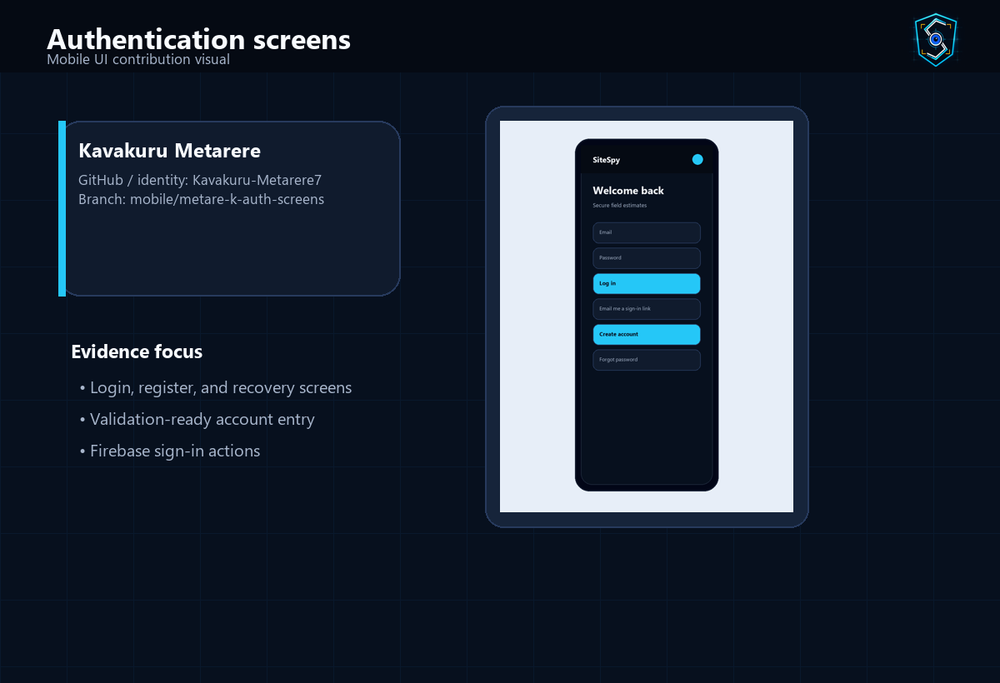 Authentication screens
Mobile UI contribution visual
Kavakuru Metarere
GitHub / identity: Kavakuru-Metarere7
Branch: mobile/metare-k-auth-screens
Evidence focus
• Login, register, and recovery screens
• Validation-ready account entry
• Firebase sign-in actions
SiteSpy
Welcome back
Secure field estimates
Email
Password
Log in
Email me a sign-in link
Create account
Forgot password